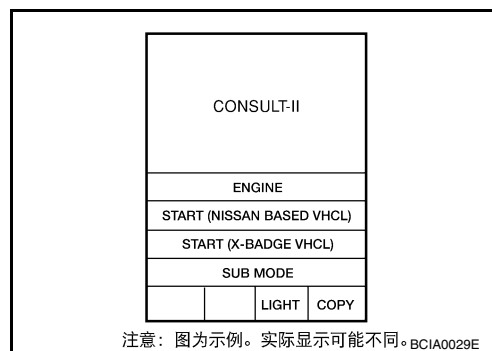 CONSULT-II
ENGINE
START (NISSAN BASED VHCL)
START (X-BADGE VHCL)
SUB MODE
LIGHT COPY
注意：图为示例。实际显示可能不同。BCIA0029E